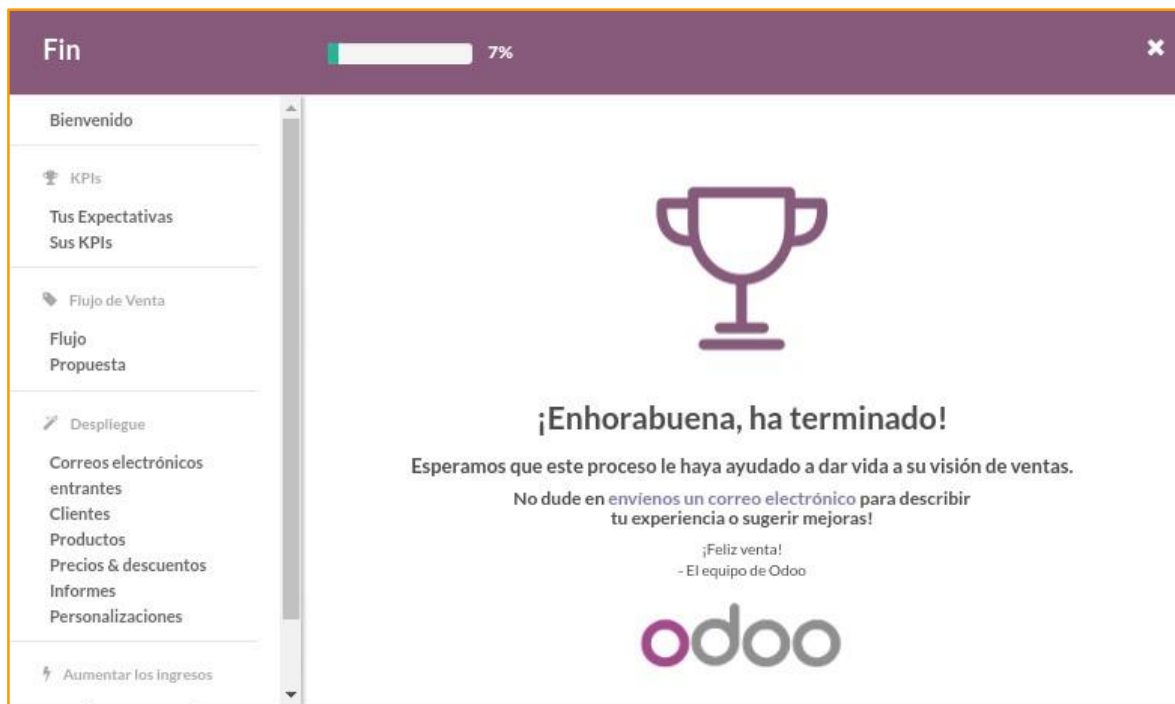 Fin
7%
Bienvenido
KPIs
Tus Expectativas
Sus KPIs
Flujo de Venta
Flujo
Propuesta
Despliegue
Correos electrónicos
entrantes
Clientes
Productos
Precios & descuentos
Informes
Personalizaciones
Aumentar los ingresos
¡Enhorabuena, ha terminado!
Esperamos que este proceso le haya ayudado a dar vida a su visión de ventas.
No dude en envíenos un correo electrónico para describir
tu experiencia o sugerir mejoras!
¡Feliz venta!
- El equipo de Odoo
odoo